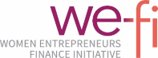 we-fi
WOMEN ENTREPRENEURS
FINANCE INITIATIVE